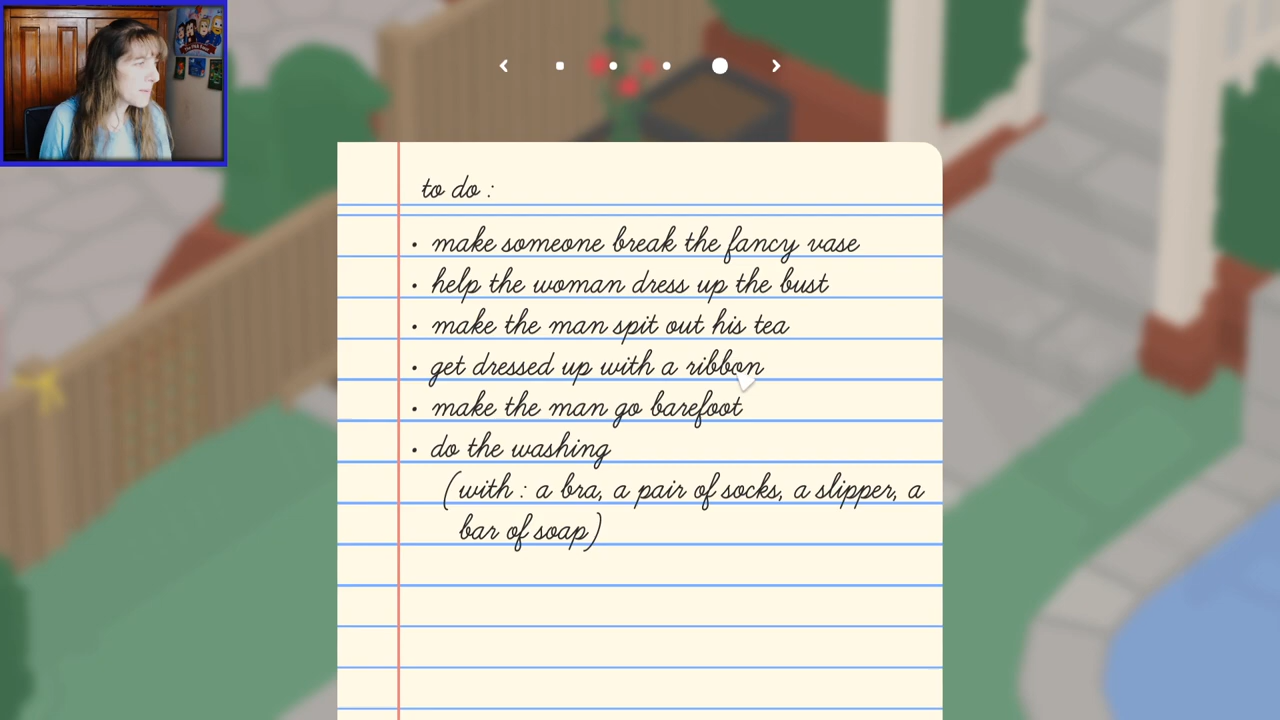 to do :
• make someone break the fancy vase
• help the woman dress up the bust
• make the man spit out his tea
• get dressed up with a ribbon
• make the man go barefoot
• do the washing
(with : a bra, a pair of socks, a slipper, a
bar of soap)